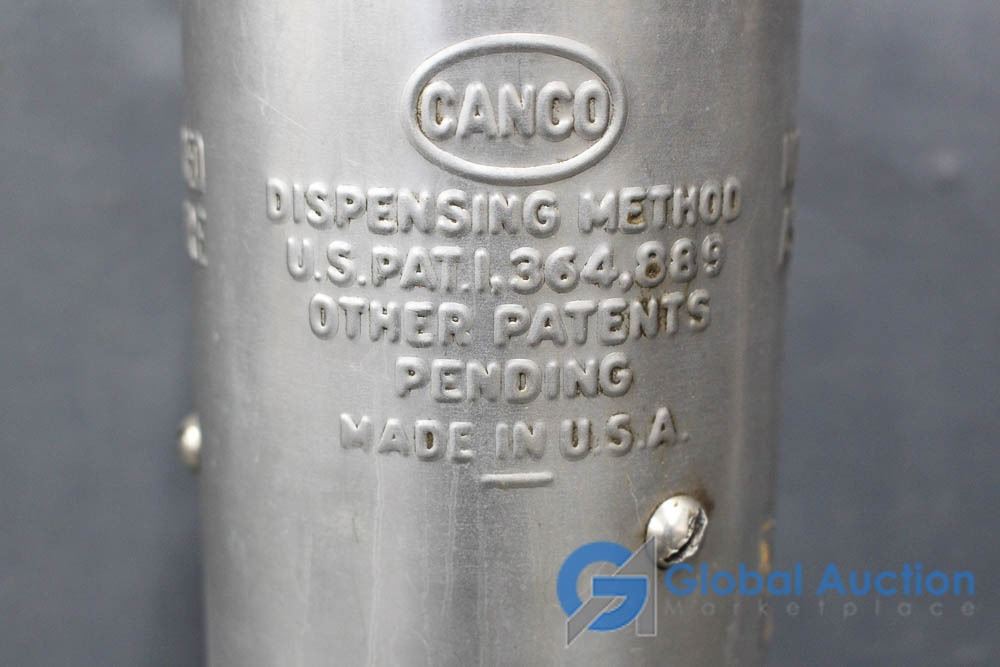 CANCO
DISPENSING METHOD
U.S.PAT.1,364,889
OTHER PATENTS
PENDING
MADE IN U.S.A.
Global Auction
Marketplace